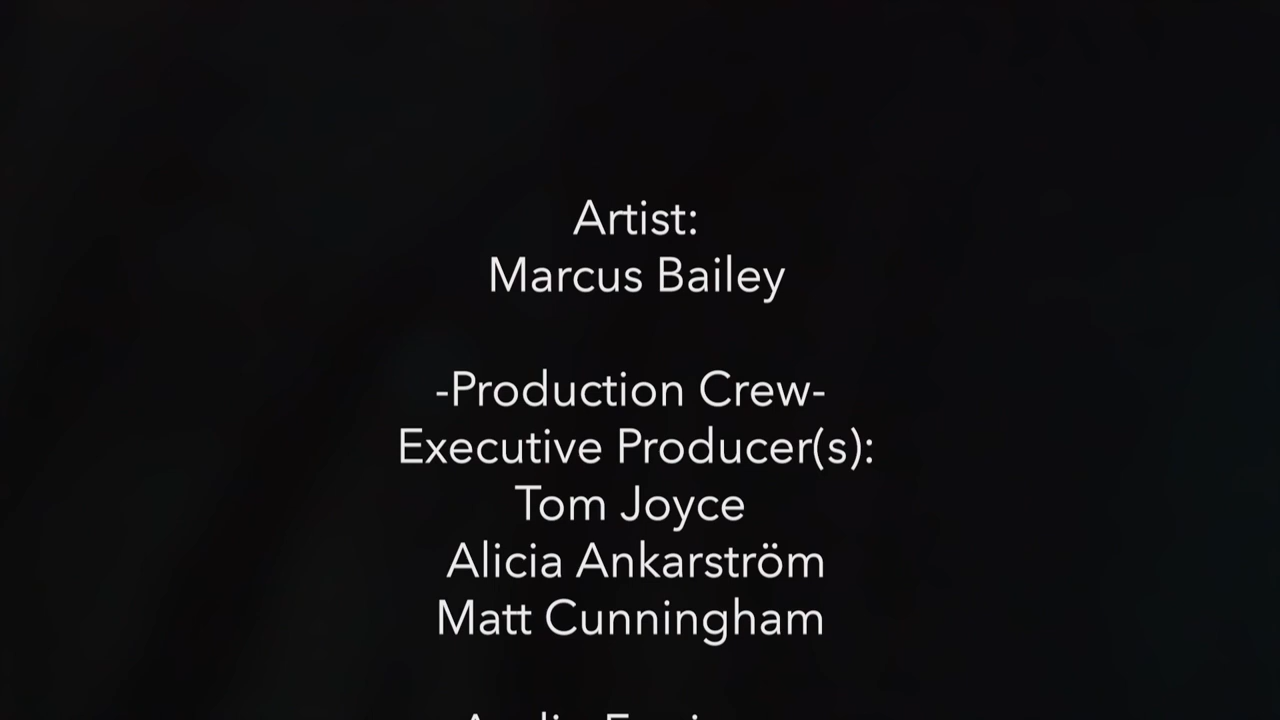 Artist:
Marcus Bailey
-Production Crew-
Executive Producer(s):
Tom Joyce
Alicia Ankarström
Matt Cunningham